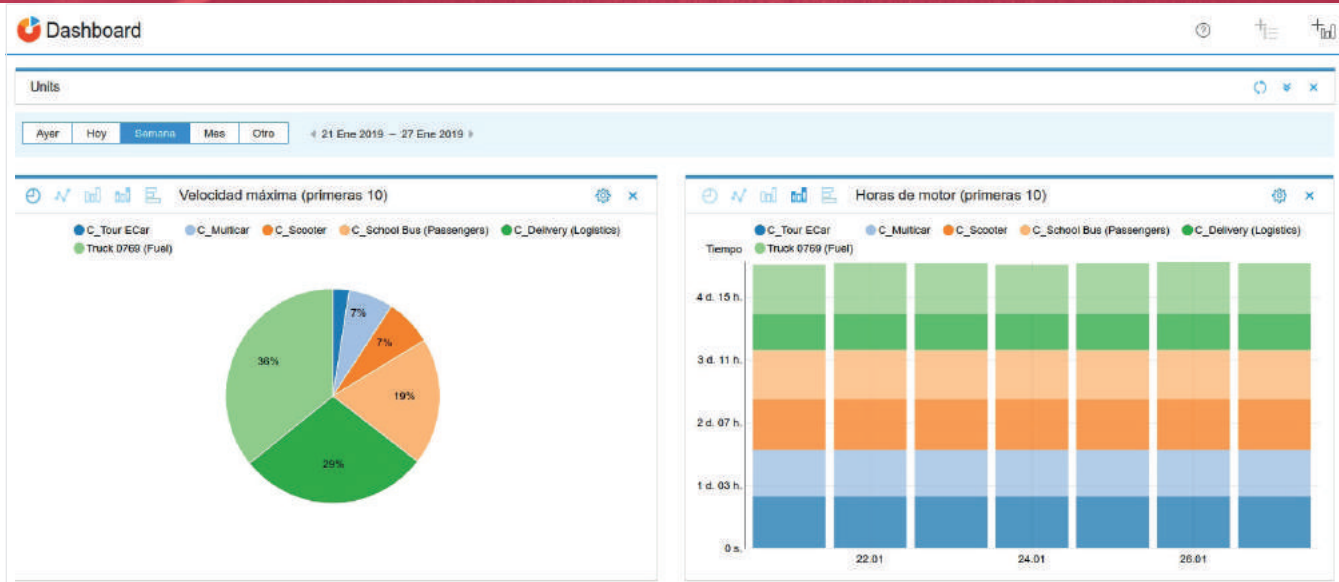 Dashboard
Units
Ayer Hoy Semana Mes Otro 21 Ene 2019 — 27 Ene 2019
Velocidad máxima (primeras 10)
C_Tour ECar C_Multicar C_Scooter C_School Bus (Passengers) C_Delivery (Logistics)
Truck 0769 (Fuel)
7%
7%
36%
19%
29%
Horas de motor (primeras 10)
C_Tour ECar C_Multicar C_Scooter C_School Bus (Passengers) C_Delivery (Logistics)
Tiempo Truck 0769 (Fuel)
4 d. 15 h.
3 d. 11 h.
2 d. 07 h.
1 d. 03 h.
0 s.
22.01 24.01 26.01